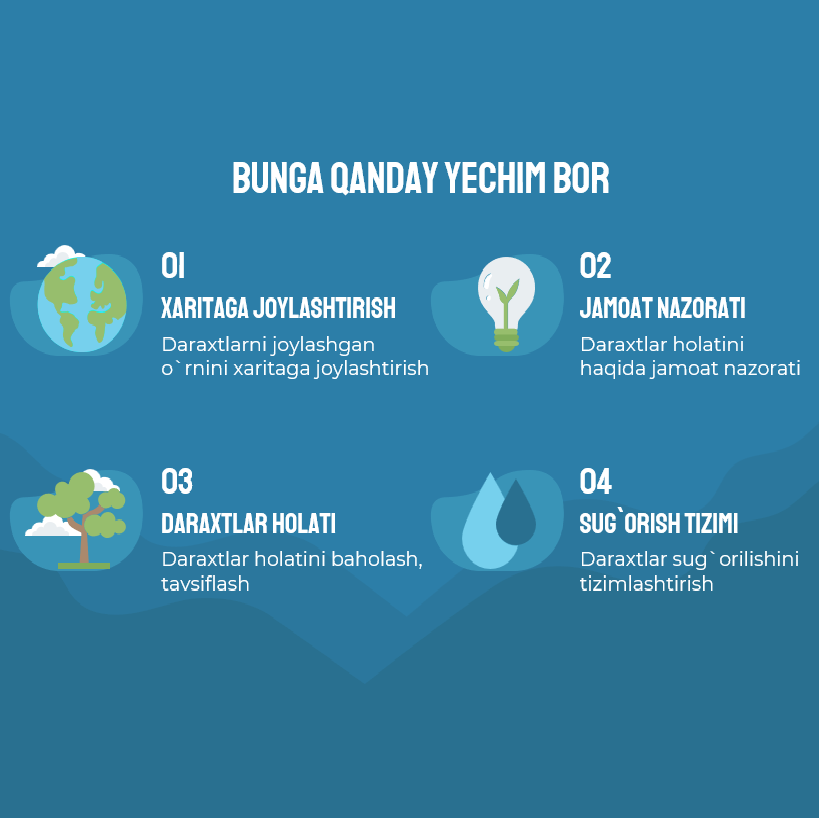 BUNGA QANDAY YECHIM BOR
01
XARITAGA JOYLASHTIRISH
Daraxtlarni joylashgan
o`rnini xaritaga joylashtirish
02
JAMOAT NAZORATI
Daraxtlar holatini
haqida jamoat nazorati
03
DARAXTLAR HOLATI
Daraxtlar holatini baholash,
tavsiflash
04
SUG`ORISH TIZIMI
Daraxtlar sug`orilishini
tizimlashtirish